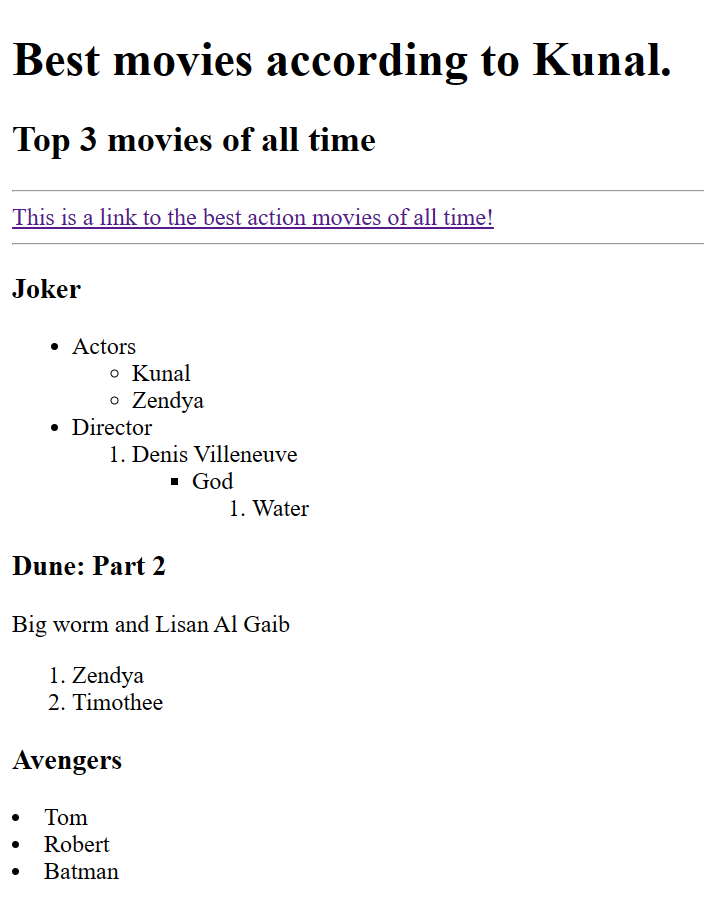 Best movies according to Kunal.
Top 3 movies of all time
This is a link to the best action movies of all time!
Joker
• Actors
◦ Kunal
◦ Zendya
• Director
1. Denis Villeneuve
▪ God
1. Water
Dune: Part 2
Big worm and Lisan Al Gaib
1. Zendya
2. Timothee
Avengers
• Tom
• Robert
• Batman